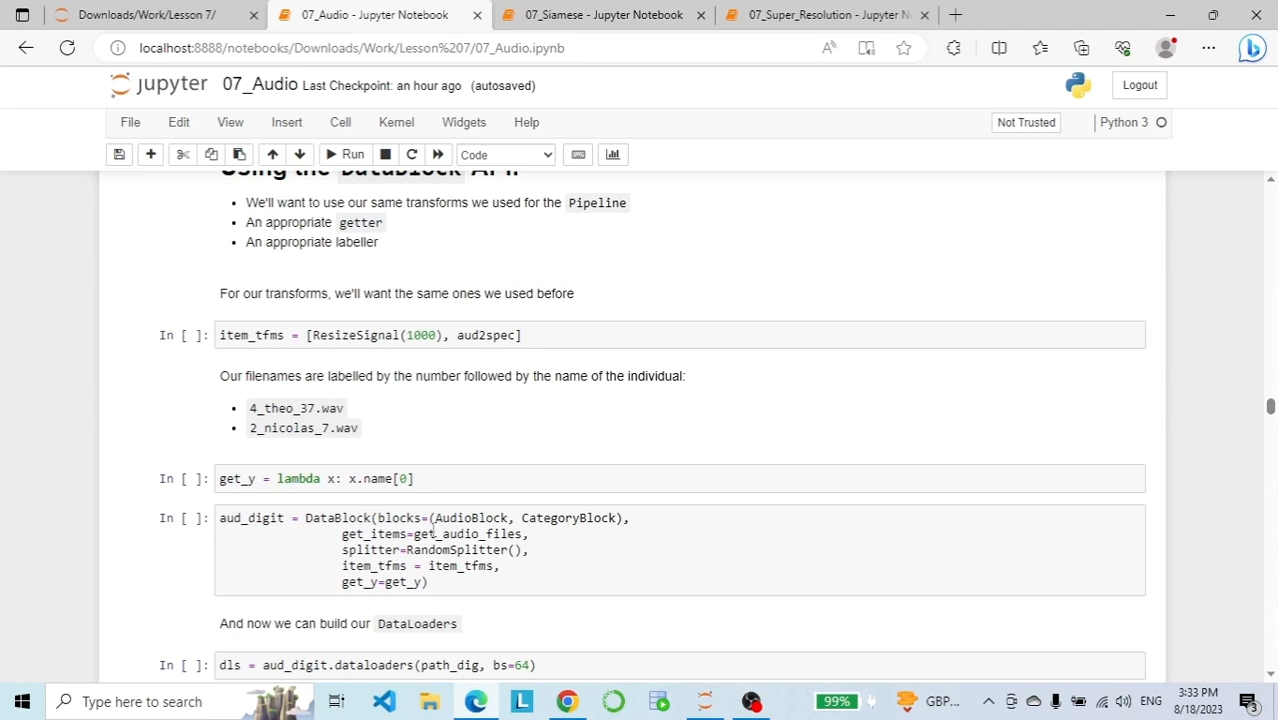 Downloads/Work/Lesson 7/
07_Audio - Jupyter Notebook
07_Siamese - Jupyter Notebook
07_Super_Resolution - Jupyter N
localhost:8888/notebooks/Downloads/Work/Lesson%207/07_Audio.ipynb
jupyter 07_Audio Last Checkpoint: an hour ago (autosaved)
Logout
File Edit View Insert Cell Kernel Widgets Help
Not Trusted
Python 3
Run
Code
Using the DataBlock API:
We'll want to use our same transforms we used for the Pipeline
An appropriate getter
An appropriate labeller
For our transforms, we'll want the same ones we used before
In [ ]: item_tfms = [ResizeSignal(1000), aud2spec]
Our filenames are labelled by the number followed by the name of the individual:
4_theo_37.wav
2_nicolas_7.wav
In [ ]: get_y = lambda x: x.name[0]
In [ ]: aud_digit = DataBlock(blocks=(AudioBlock, CategoryBlock),
get_items=get_audio_files,
splitter=RandomSplitter(),
item_tfms = item_tfms,
get_y=get_y)
And now we can build our DataLoaders
In [ ]: dls = aud_digit.dataloaders(path_dig, bs=64)
Type here to search
99%
GBP...
ENG
3:33 PM
8/18/2023
3